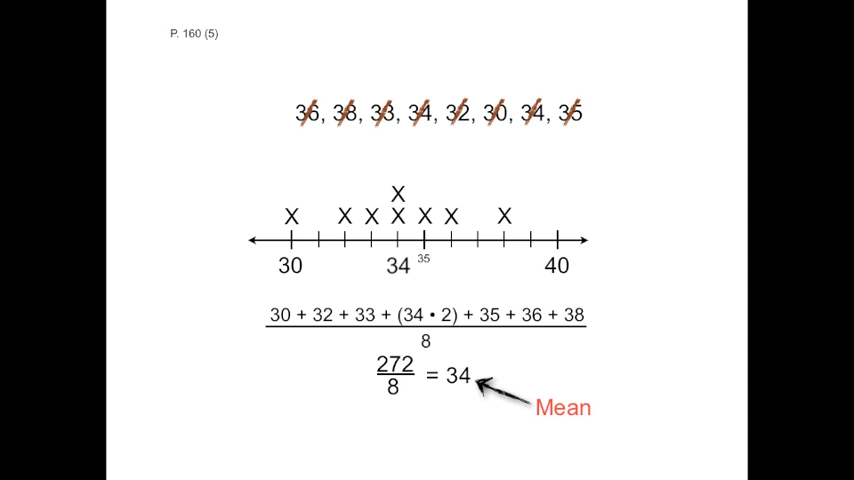 P. 160 (5)
36, 38, 33, 34, 32, 30, 34, 35
X
X X X X X X X
30 34 35 40
30 + 32 + 33 + (34 • 2) + 35 + 36 + 38
8
272
8
= 34
Mean